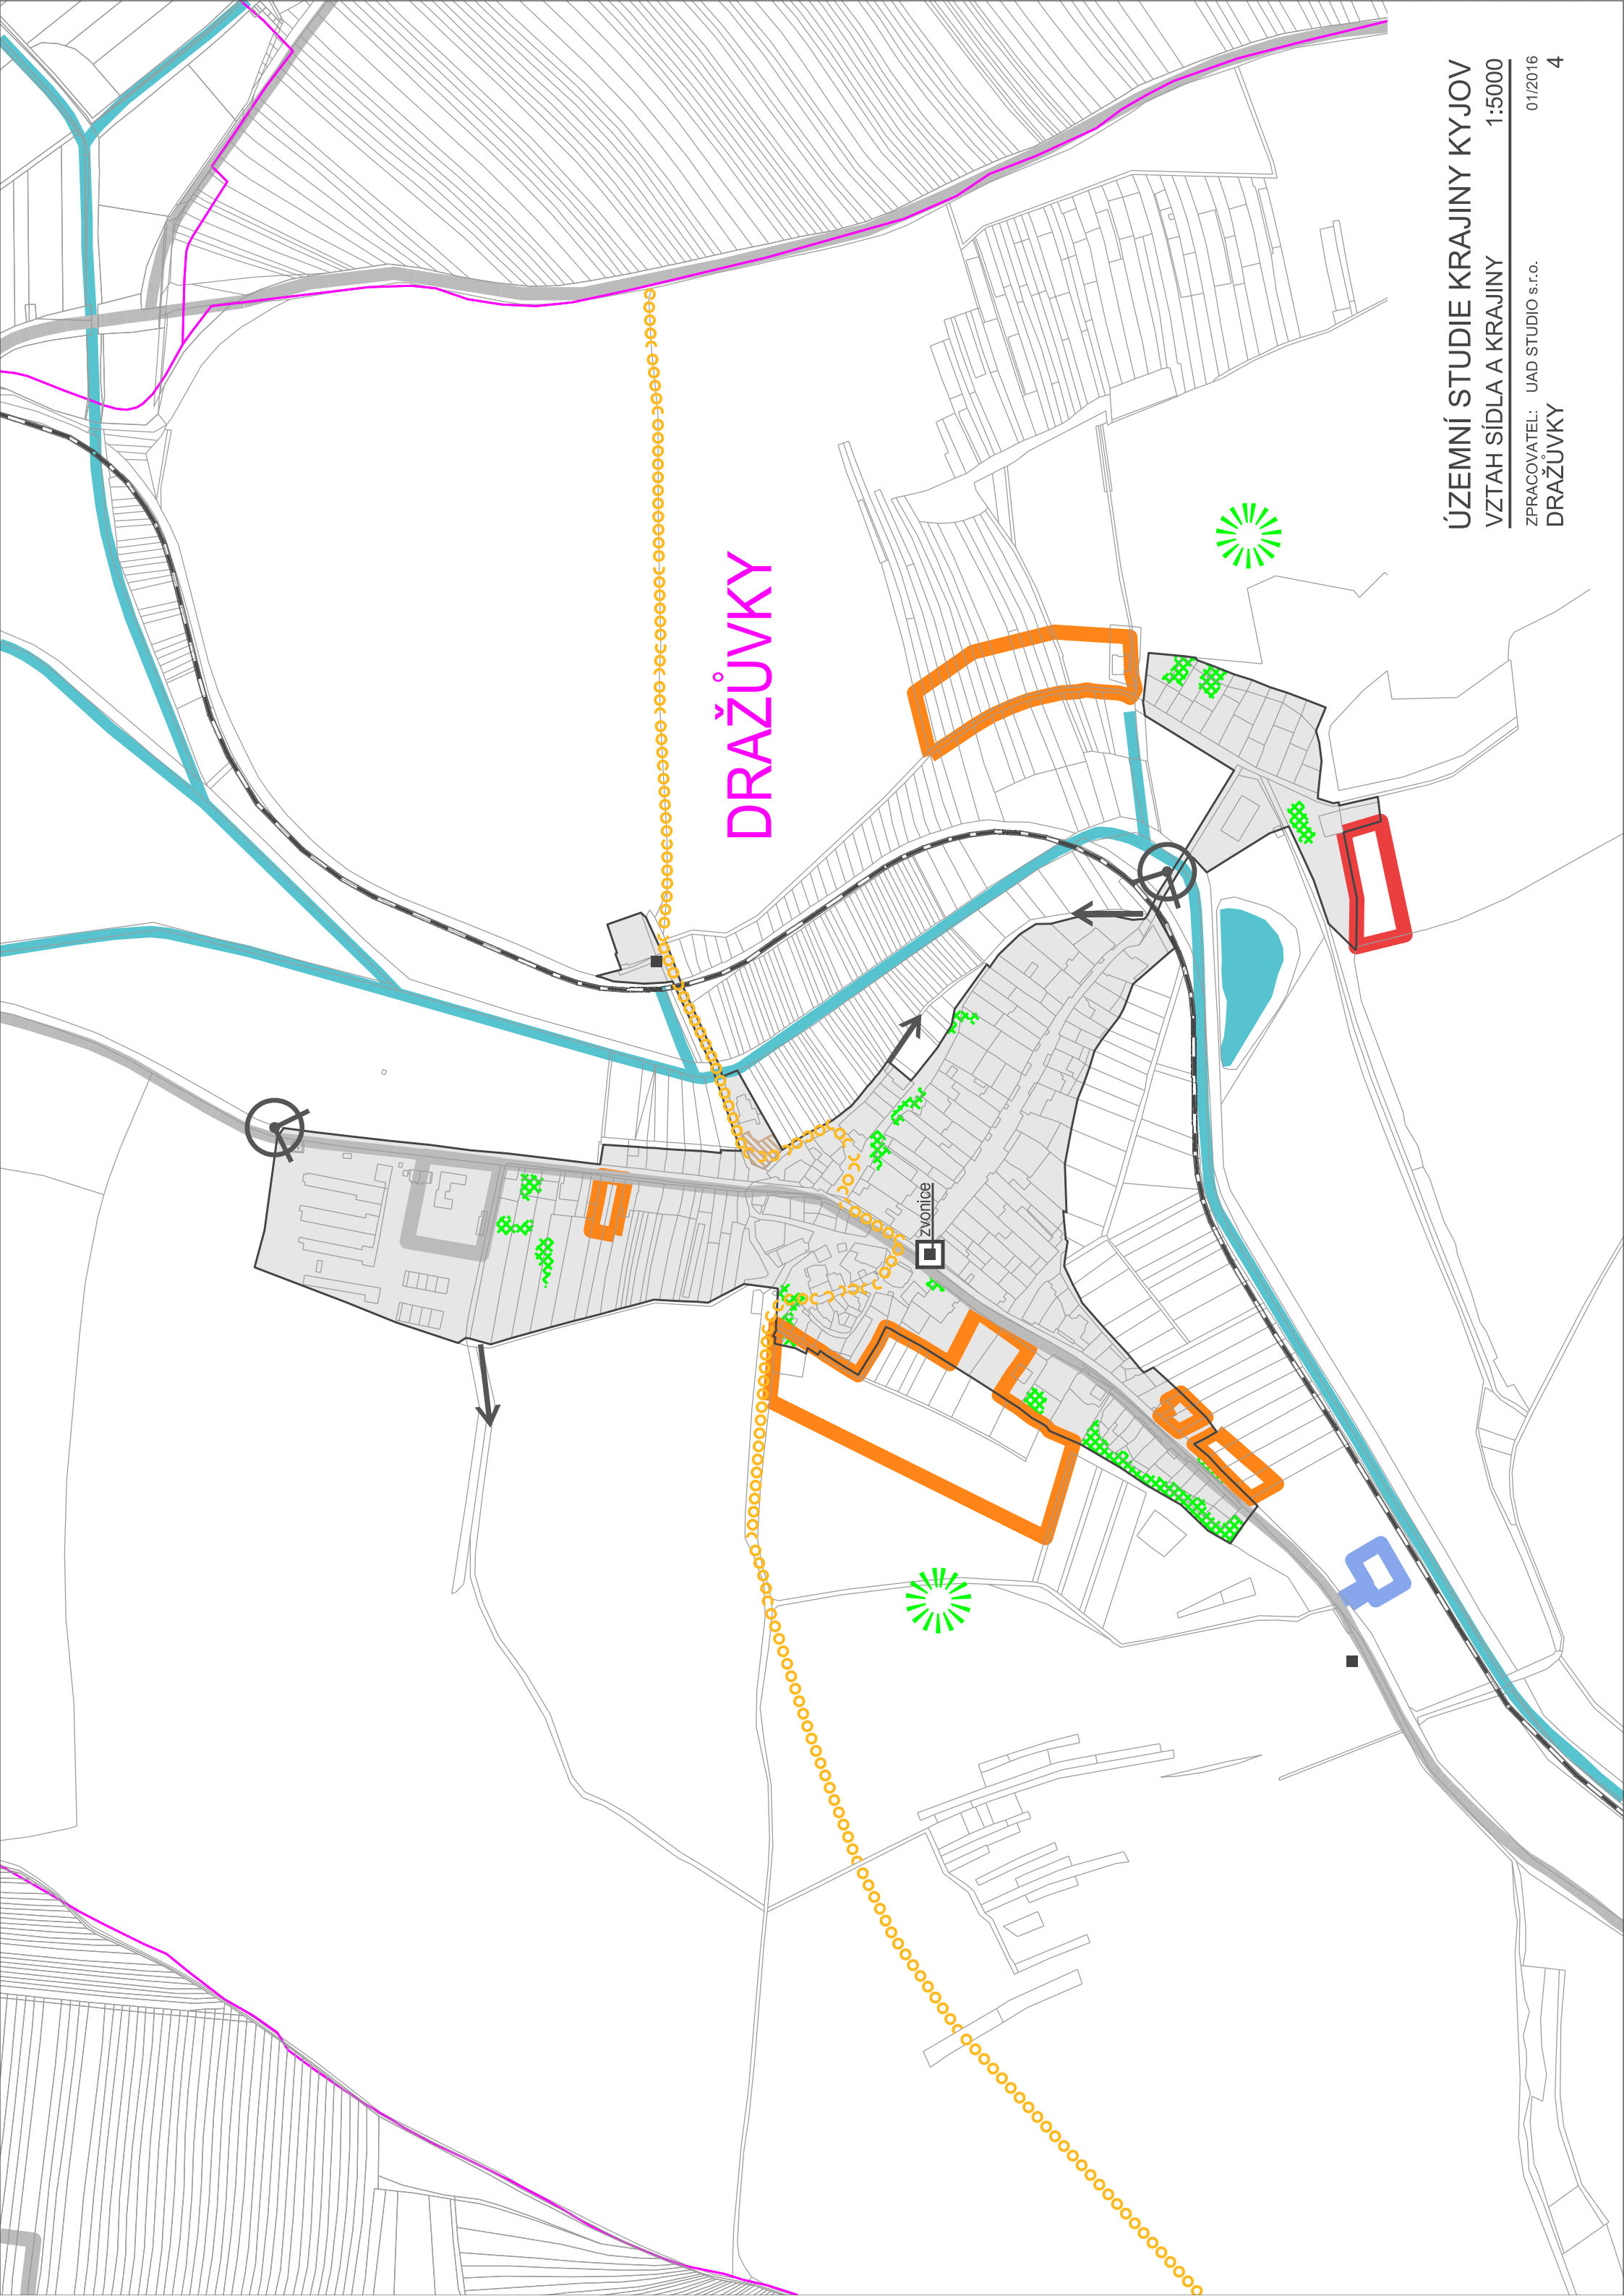 DRAŽŮVKY
zvonice
ÚZEMNÍ STUDIE KRAJINY KYJOV
VZTAH SÍDLA A KRAJINY 1:5000
ZPRACOVATEL: UAD STUDIO s.r.o. 01/2016
DRAŽŮVKY 4